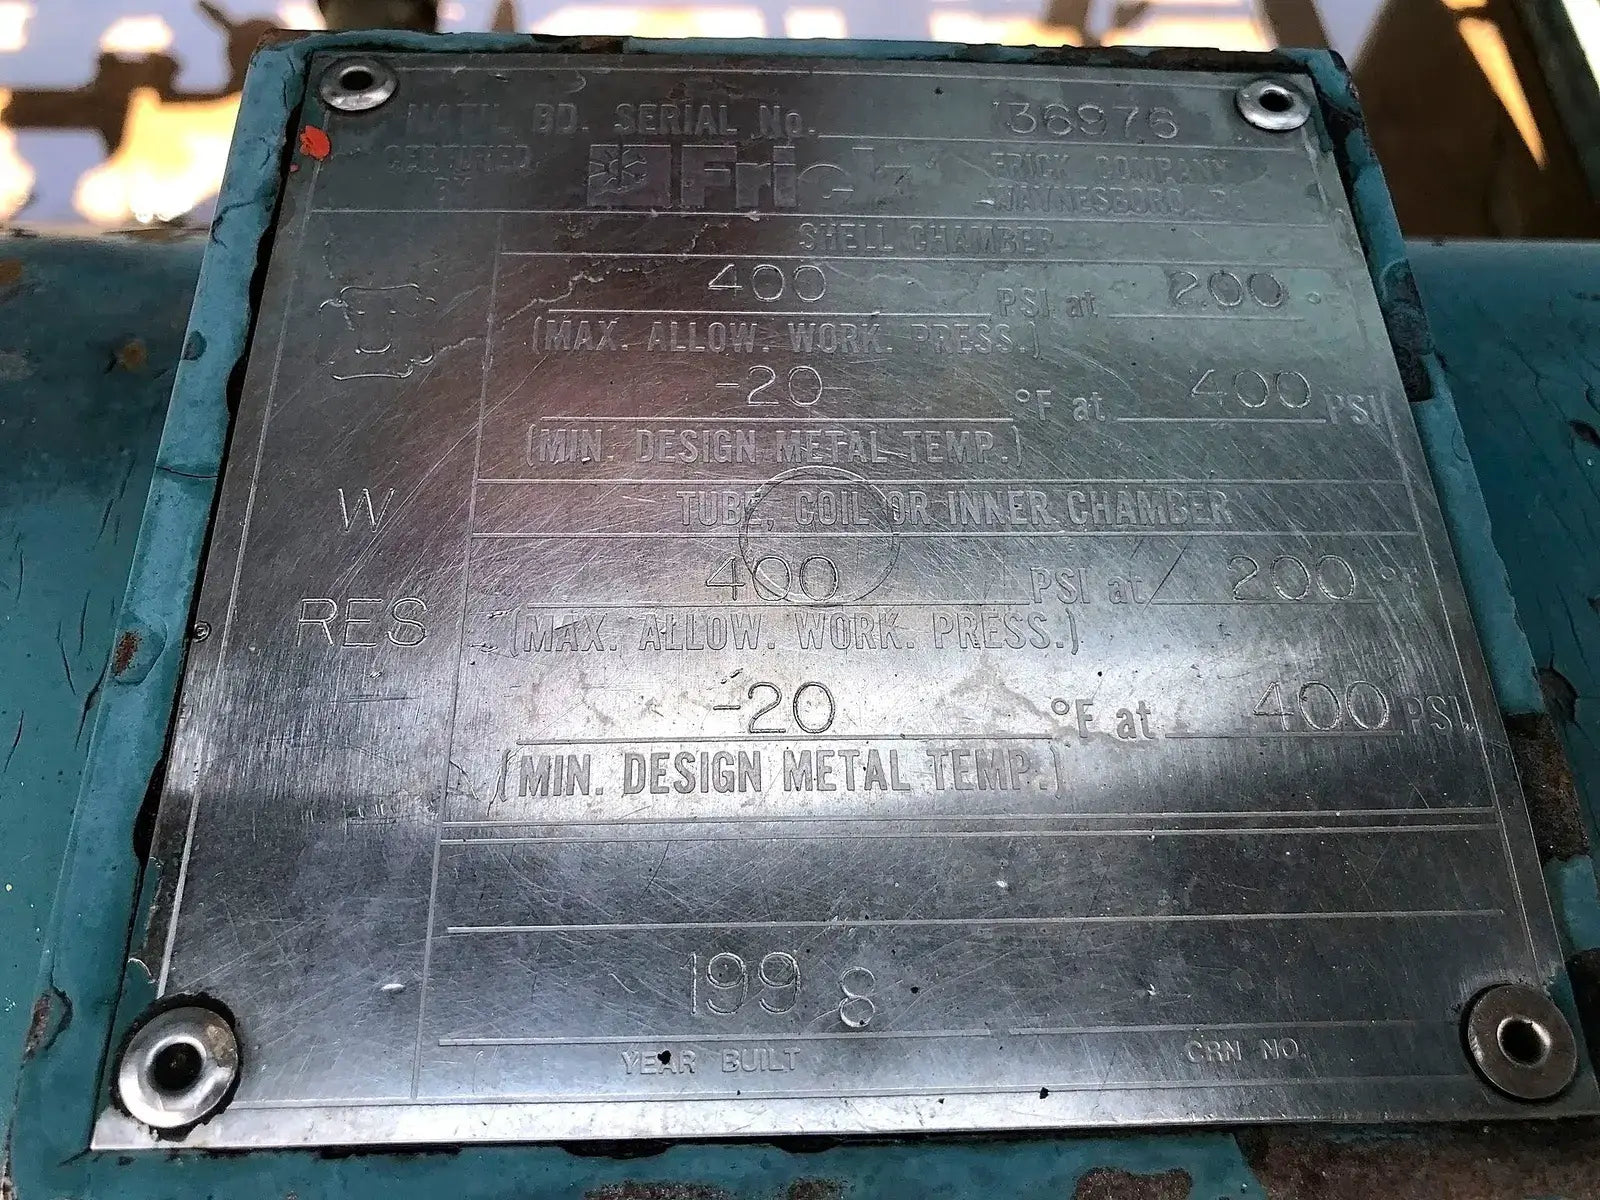 NAT'L BD. SERIAL No. 36976
CERTIFIED BY
Frick
FRICK COMPANY
WAYNESBORO, PA
SHELL CHAMBER
400 PSI at 200 °F
(MAX. ALLOW. WORK. PRESS.)
-20 °F at 400 PSI
(MIN. DESIGN METAL TEMP.)
W
TUBE, COIL OR INNER CHAMBER
400 PSI at 200 °F
RES
(MAX. ALLOW. WORK. PRESS.)
-20 °F at 400 PSI
(MIN. DESIGN METAL TEMP.)
1998
YEAR BUILT
CRN NO.